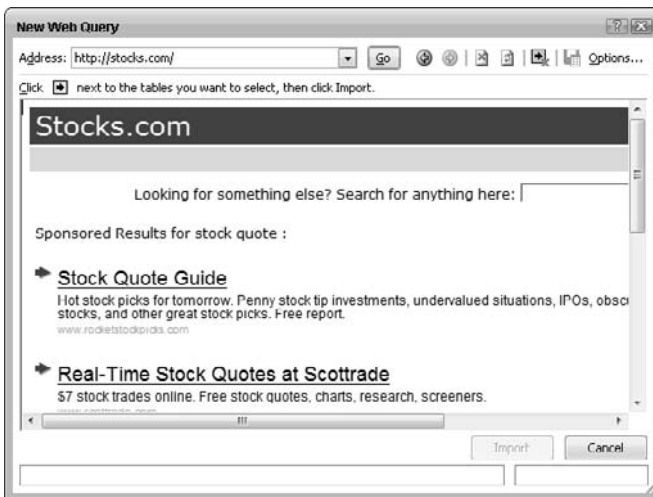 New Web Query
Address: http://stocks.com/ Go Options...
Click next to the tables you want to select, then click Import.
Stocks.com
Looking for something else? Search for anything here:
Sponsored Results for stock quote :
Stock Quote Guide
Hot stock picks for tomorrow. Penny stock tip investments, undervalued situations, IPOs, obscu
stocks, and other great stock picks. Free report.
www.rocketstockpicks.com
Real-Time Stock Quotes at Scottrade
$7 stock trades online. Free stock quotes, charts, research, screeners.
www.scottrade.com
Import Cancel